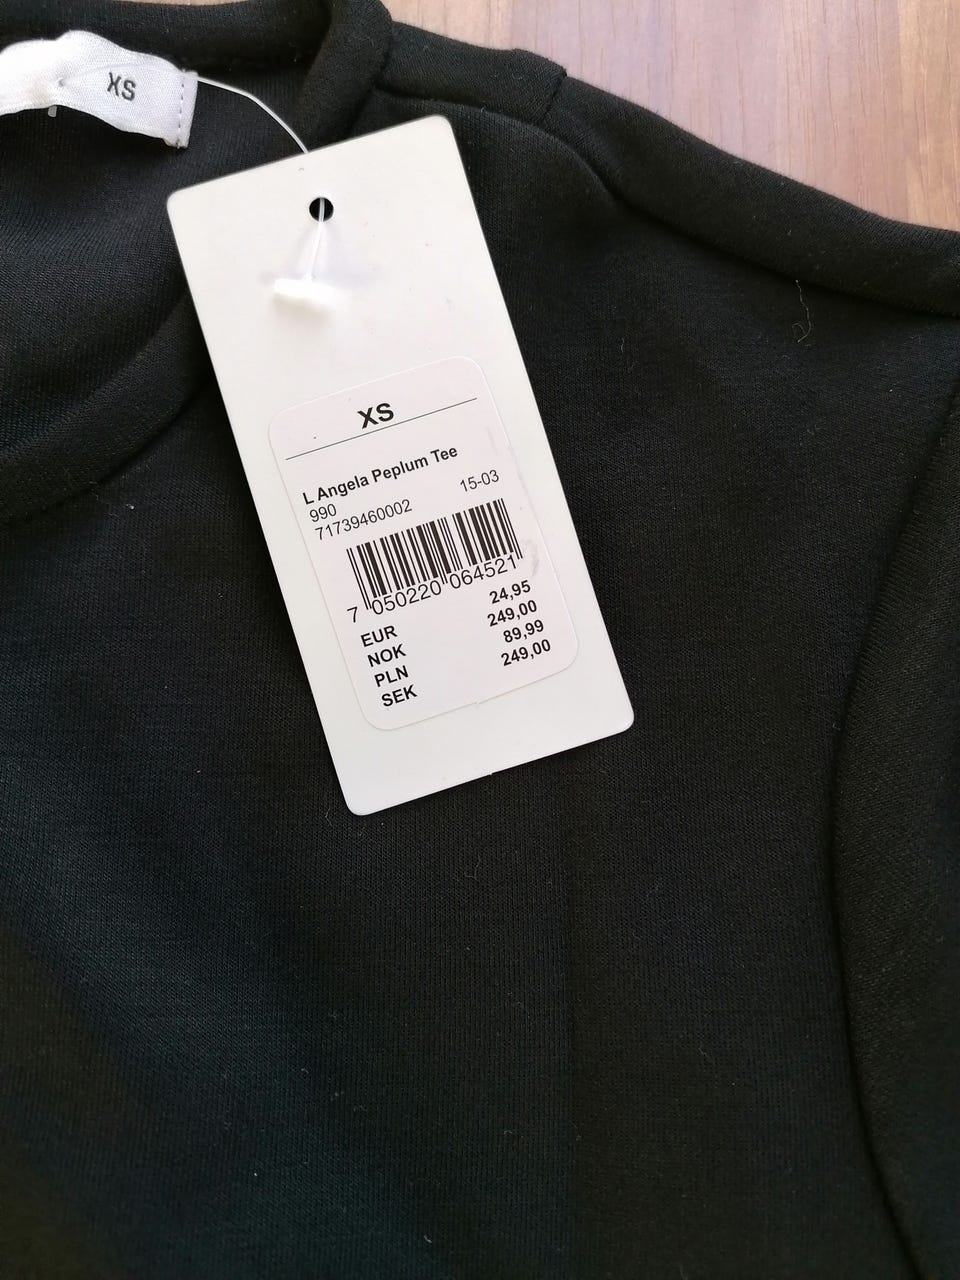 XS
XS
L Angela Peplum Tee
990 15-03
71739460002
7 050220 064521
EUR 24,95
NOK 249,00
PLN 89,99
SEK 249,00